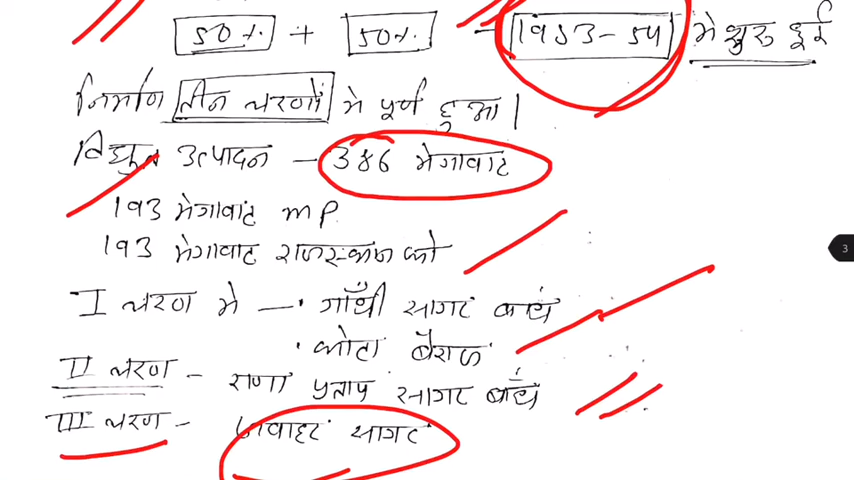 50% + 50% - 1953-54 मे शुरू हुई
निर्माण तीन चरणों मे पूर्ण हुआ।
विद्युत उत्पादन - 386 मेगावाट
193 मेगावाट MP
193 मेगावाट राजस्थान को
I चरण मे - • गाँधी सागर बांध
• कोटा बैराज
II चरण - राणा प्रताप सागर बाँध
III चरण - जवाहर सागर
3